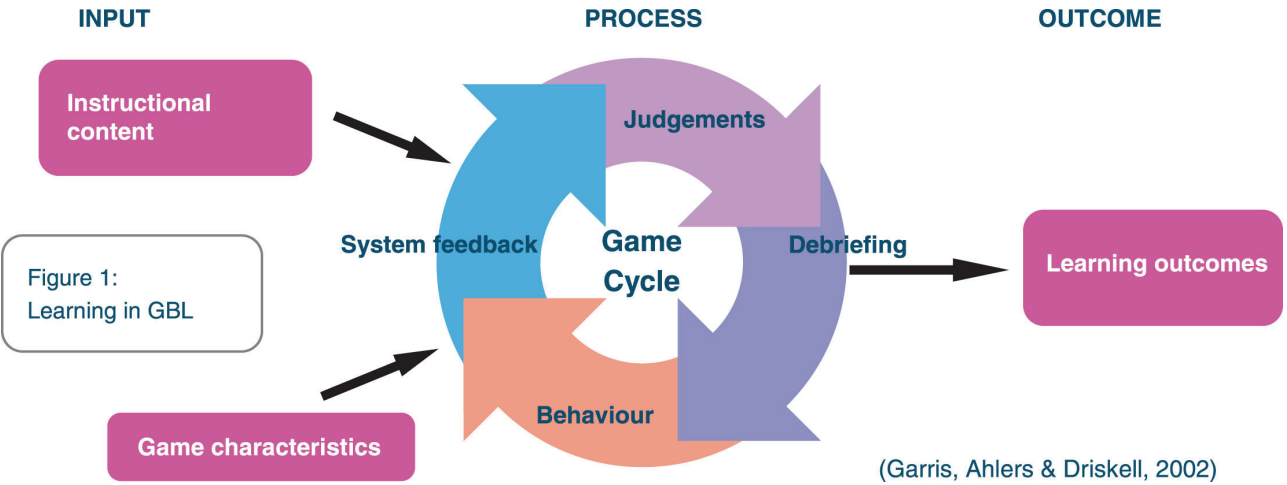 INPUT
PROCESS
OUTCOME
Instructional
content
Judgements
System feedback
Game
Cycle
Debriefing
Learning outcomes
Figure 1:
Learning in GBL
Behaviour
Game characteristics
(Garris, Ahlers & Driskell, 2002)